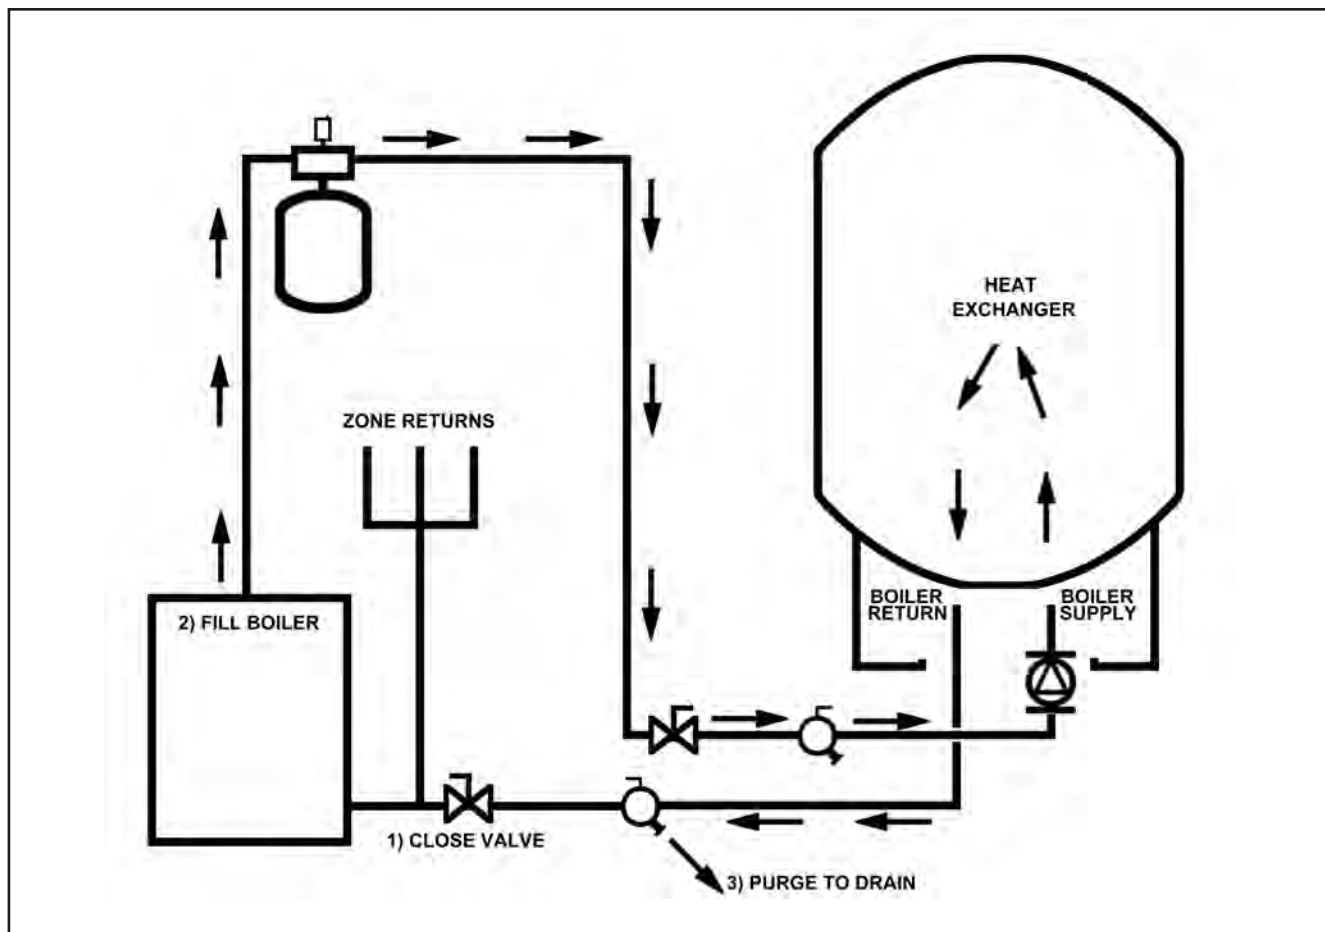 HEAT
EXCHANGER
ZONE RETURNS
BOILER
RETURN
BOILER
SUPPLY
2) FILL BOILER
1) CLOSE VALVE
3) PURGE TO DRAIN